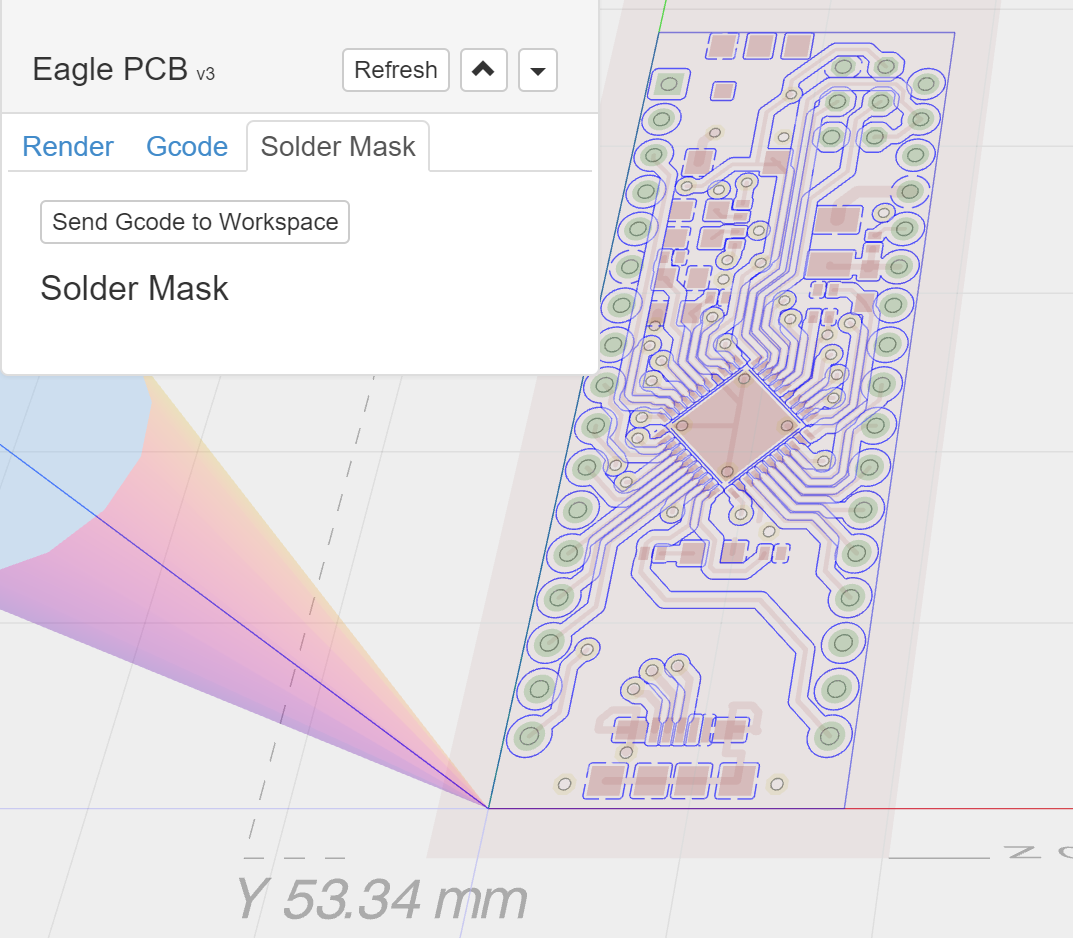 Eagle PCB v3
Refresh
Render Gcode Solder Mask
Send Gcode to Workspace
Solder Mask
Y 53.34 mm